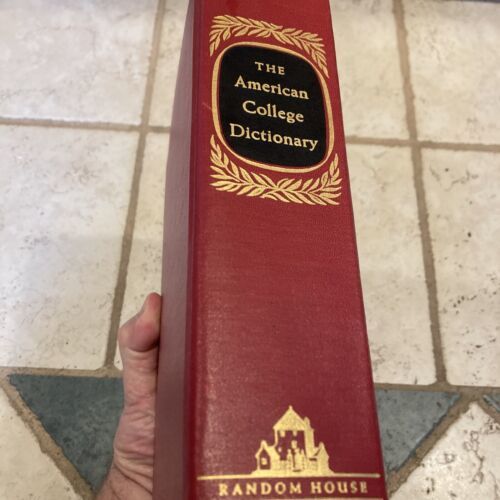 THE
American
College
Dictionary
RANDOM HOUSE